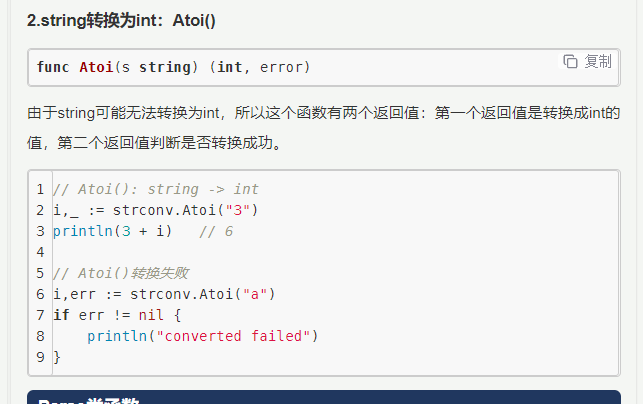 2.string转换为int：Atoi()
func Atoi(s string) (int, error)
复制
由于string可能无法转换为int，所以这个函数有两个返回值：第一个返回值是转换成int的
值，第二个返回值判断是否转换成功。
1 // Atoi(): string -> int
2 i,_ := strconv.Atoi("3")
3 println(3 + i)   // 6
4
5 // Atoi()转换失败
6 i,err := strconv.Atoi("a")
7 if err != nil {
8     println("converted failed")
9 }